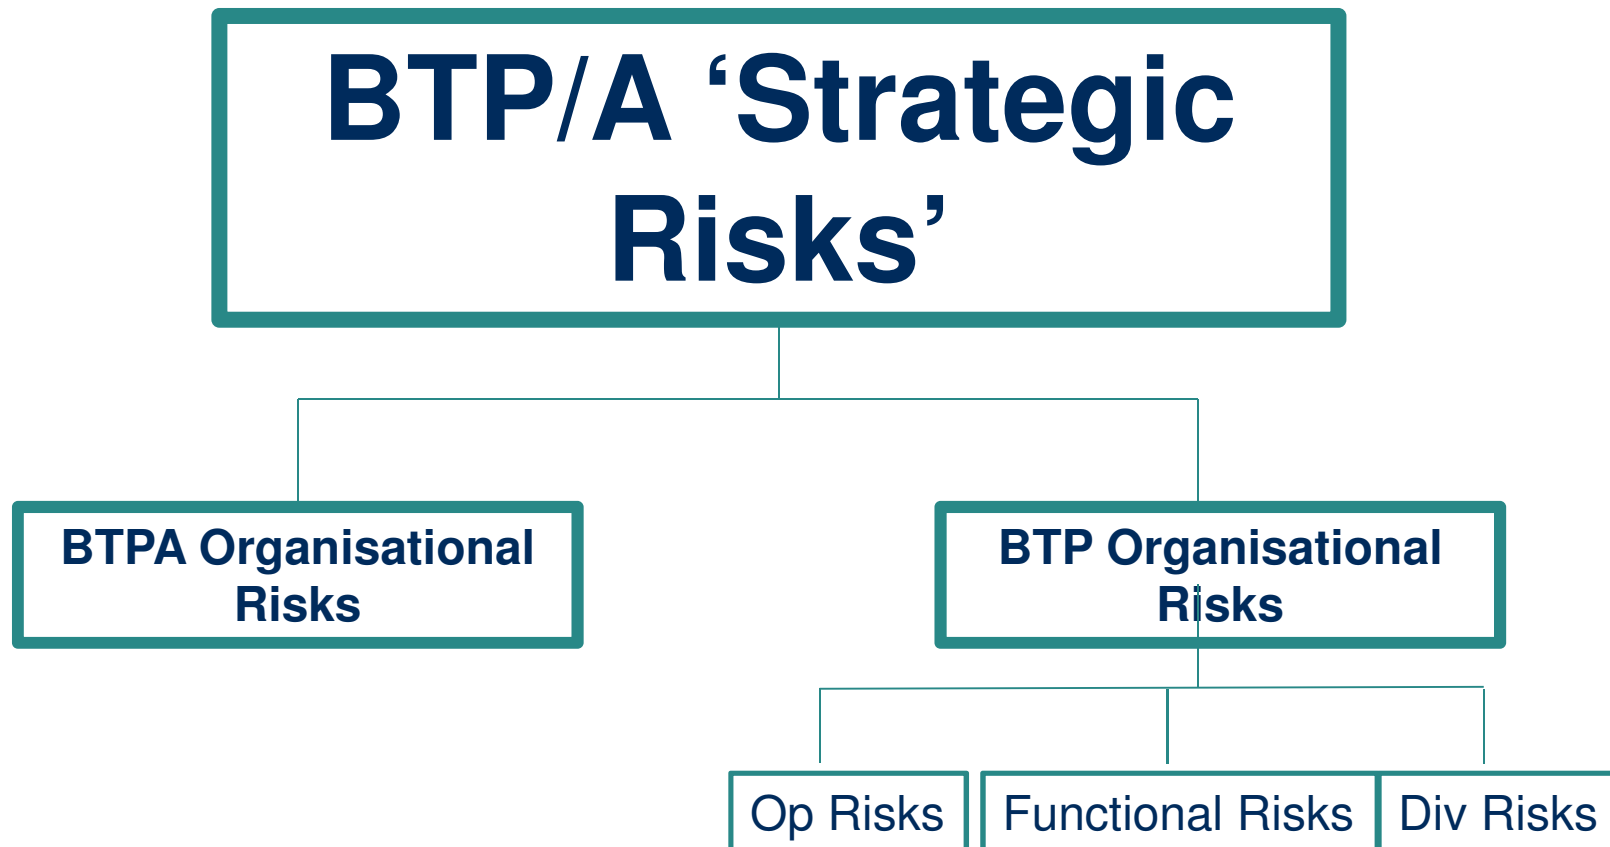 BTP/A ‘Strategic
Risks’
BTPA Organisational
Risks
BTP Organisational
Risks
Op Risks
Functional Risks
Div Risks